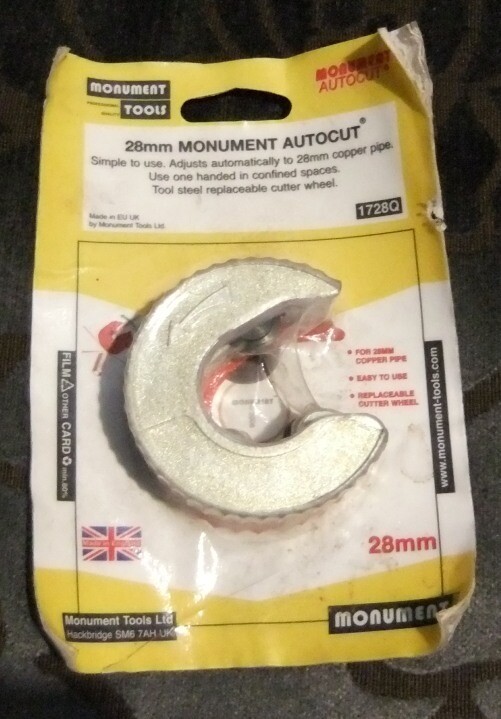 MONUMENT
TOOLS
MONUMENT
AUTOCUT
28mm MONUMENT AUTOCUT®
Simple to use. Adjusts automatically to 28mm copper pipe.
Use one handed in confined spaces.
Tool steel replaceable cutter wheel.
1728Q
Made in EU UK
by Monument Tools Ltd
• FOR 28MM
COPPER PIPE
• EASY TO USE
• REPLACEABLE
CUTTER WHEEL
FILM OTHER CARD min.80%
www.monument-tools.com
MONUMENT
28mm
Monument Tools Ltd
Hackbridge SM6 7AH UK
MONUMENT